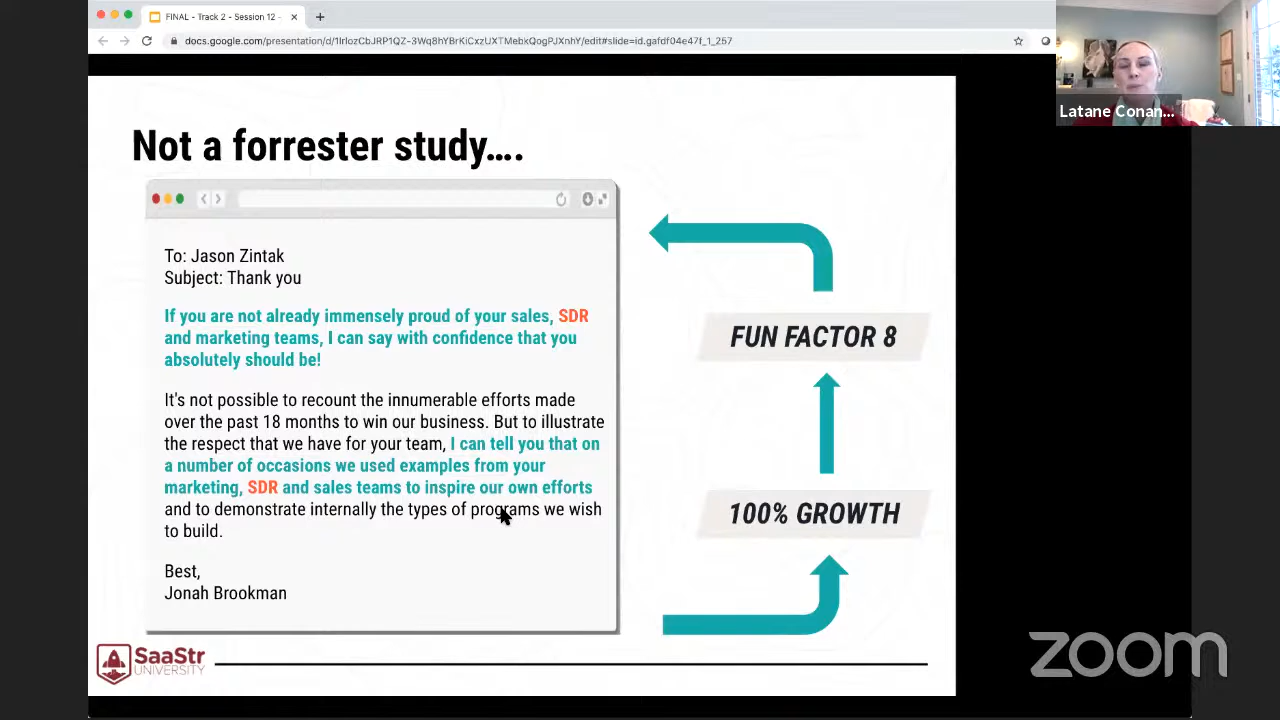 FINAL - Track 2 - Session 12 -
docs.google.com/presentation/d/1lrlozCbJRP1QZ-3Wq8hYBrKiCxzUXTMebkQogPJXnhY/edit#slide=id.gafdf04e47f_1_257
Latane Conan...
Not a forrester study....
To: Jason Zintak
Subject: Thank you
If you are not already immensely proud of your sales, SDR
and marketing teams, I can say with confidence that you
absolutely should be!
It's not possible to recount the innumerable efforts made
over the past 18 months to win our business. But to illustrate
the respect that we have for your team, I can tell you that on
a number of occasions we used examples from your
marketing, SDR and sales teams to inspire our own efforts
and to demonstrate internally the types of programs we wish
to build.
Best,
Jonah Brookman
FUN FACTOR 8
100% GROWTH
SaaStr
UNIVERSITY
zoom